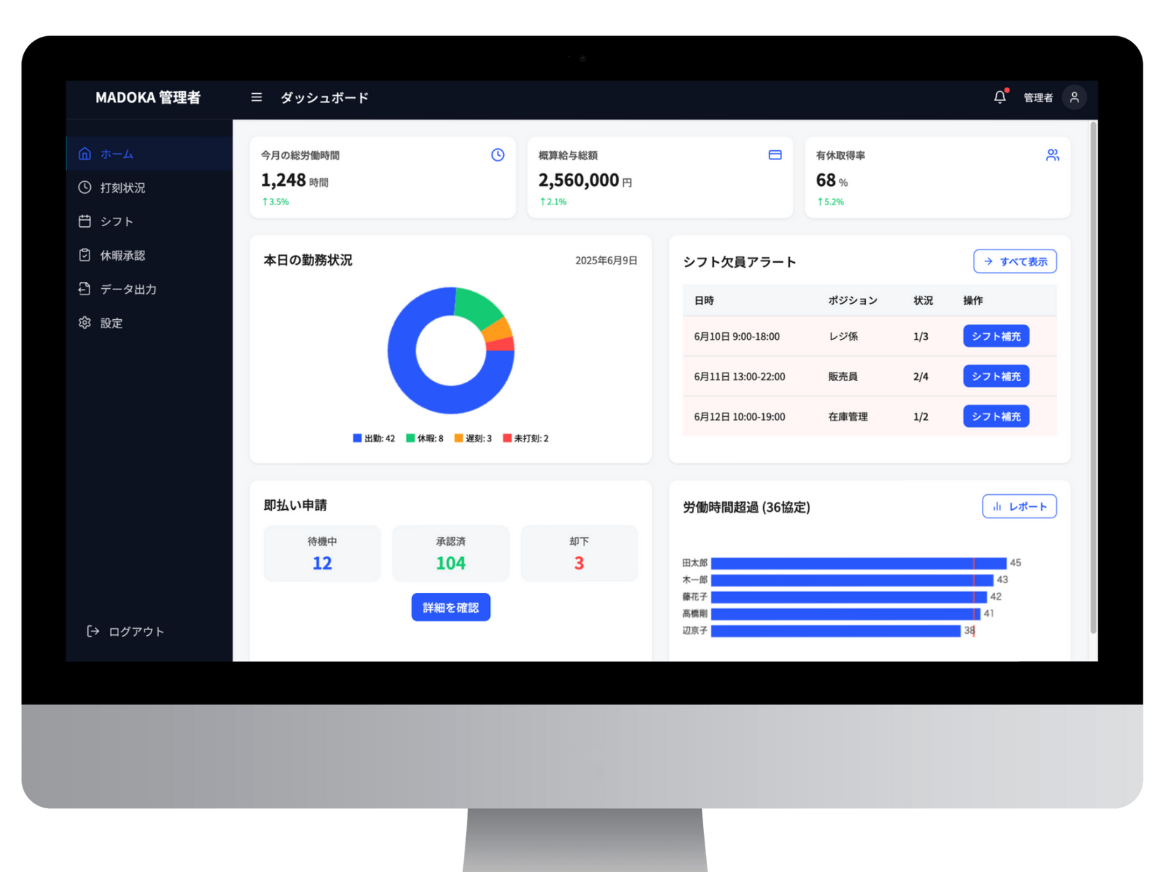 MADOKA 管理者
ダッシュボード
管理者
ホーム
打刻状況
シフト
休暇承認
データ出力
設定
ログアウト
今月の総労働時間
1,248 時間
↑3.5%
概算給与総額
2,560,000 円
↑2.1%
有休取得率
68 %
↑5.2%
本日の勤務状況
2025年6月9日
出勤: 42 休暇: 8 遅刻: 3 未打刻: 2
シフト欠員アラート
→ すべて表示
日時 ポジション 状況 操作
6月10日 9:00-18:00 レジ係 1/3 シフト補充
6月11日 13:00-22:00 販売員 2/4 シフト補充
6月12日 10:00-19:00 在庫管理 1/2 シフト補充
即払い申請
待機中
12
承認済
104
却下
3
詳細を確認
労働時間超過 (36協定)
レポート
田太郎 45
木一郎 43
藤花子 42
高橋剛 41
辺京子 38